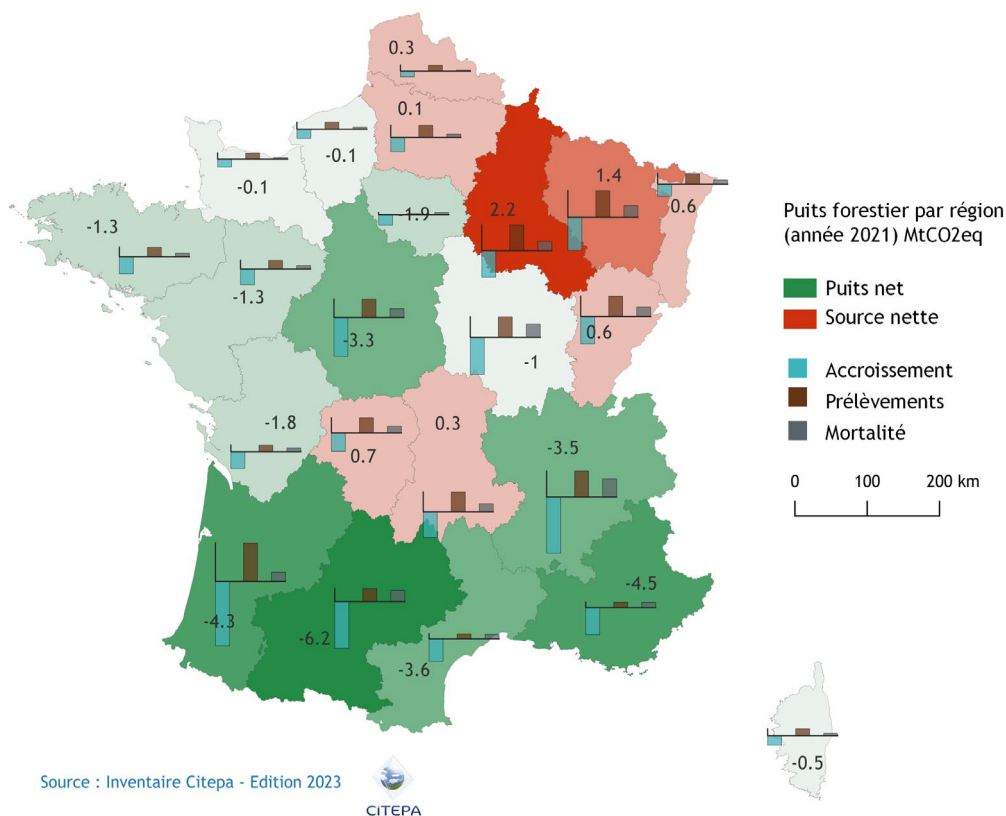 0.3
0.1
-0.1
-0.1
-1.3
-1.9
2.2
1.4
0.6
-1.3
-3.3
-1
0.6
-1.8
0.7
0.3
-3.5
-4.3
-6.2
-3.6
-4.5
-0.5
Puits forestier par région
(année 2021) MtCO2eq
Puits net
Source nette
Accroissement
Prélèvements
Mortalité
0 100 200 km
Source : Inventaire Citepa - Edition 2023
CiTEPA